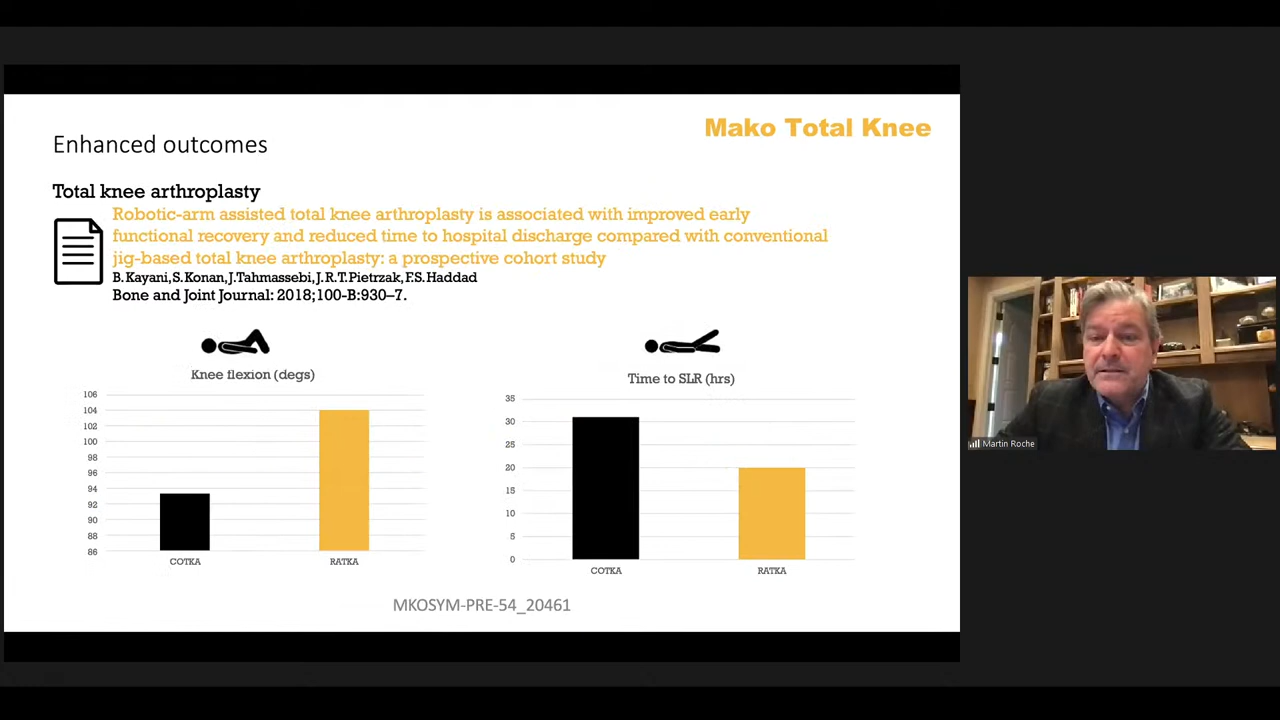 Mako Total Knee
Enhanced outcomes
Total knee arthroplasty
Robotic-arm assisted total knee arthroplasty is associated with improved early
functional recovery and reduced time to hospital discharge compared with conventional
jig-based total knee arthroplasty: a prospective cohort study
B. Kayani, S. Konan, J. Tahmassebi, J. R. T. Pietrzak, F.S. Haddad
Bone and Joint Journal: 2018;100-B:930–7.
Knee flexion (degs)
106
104
102
100
98
96
94
92
90
88
86
COTKA
RATKA
Time to SLR (hrs)
35
30
25
20
15
10
5
0
COTKA
RATKA
MKOSYM-PRE-54_20461
Martin Roche